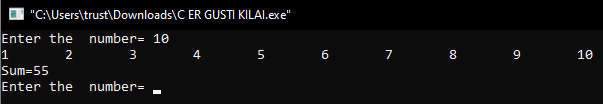 "C:\Users\trust\Downloads\C ER GUSTI KILAI.exe"
Enter the  number= 10
1       2       3       4       5       6       7       8       9       10
Sum=55
Enter the  number=